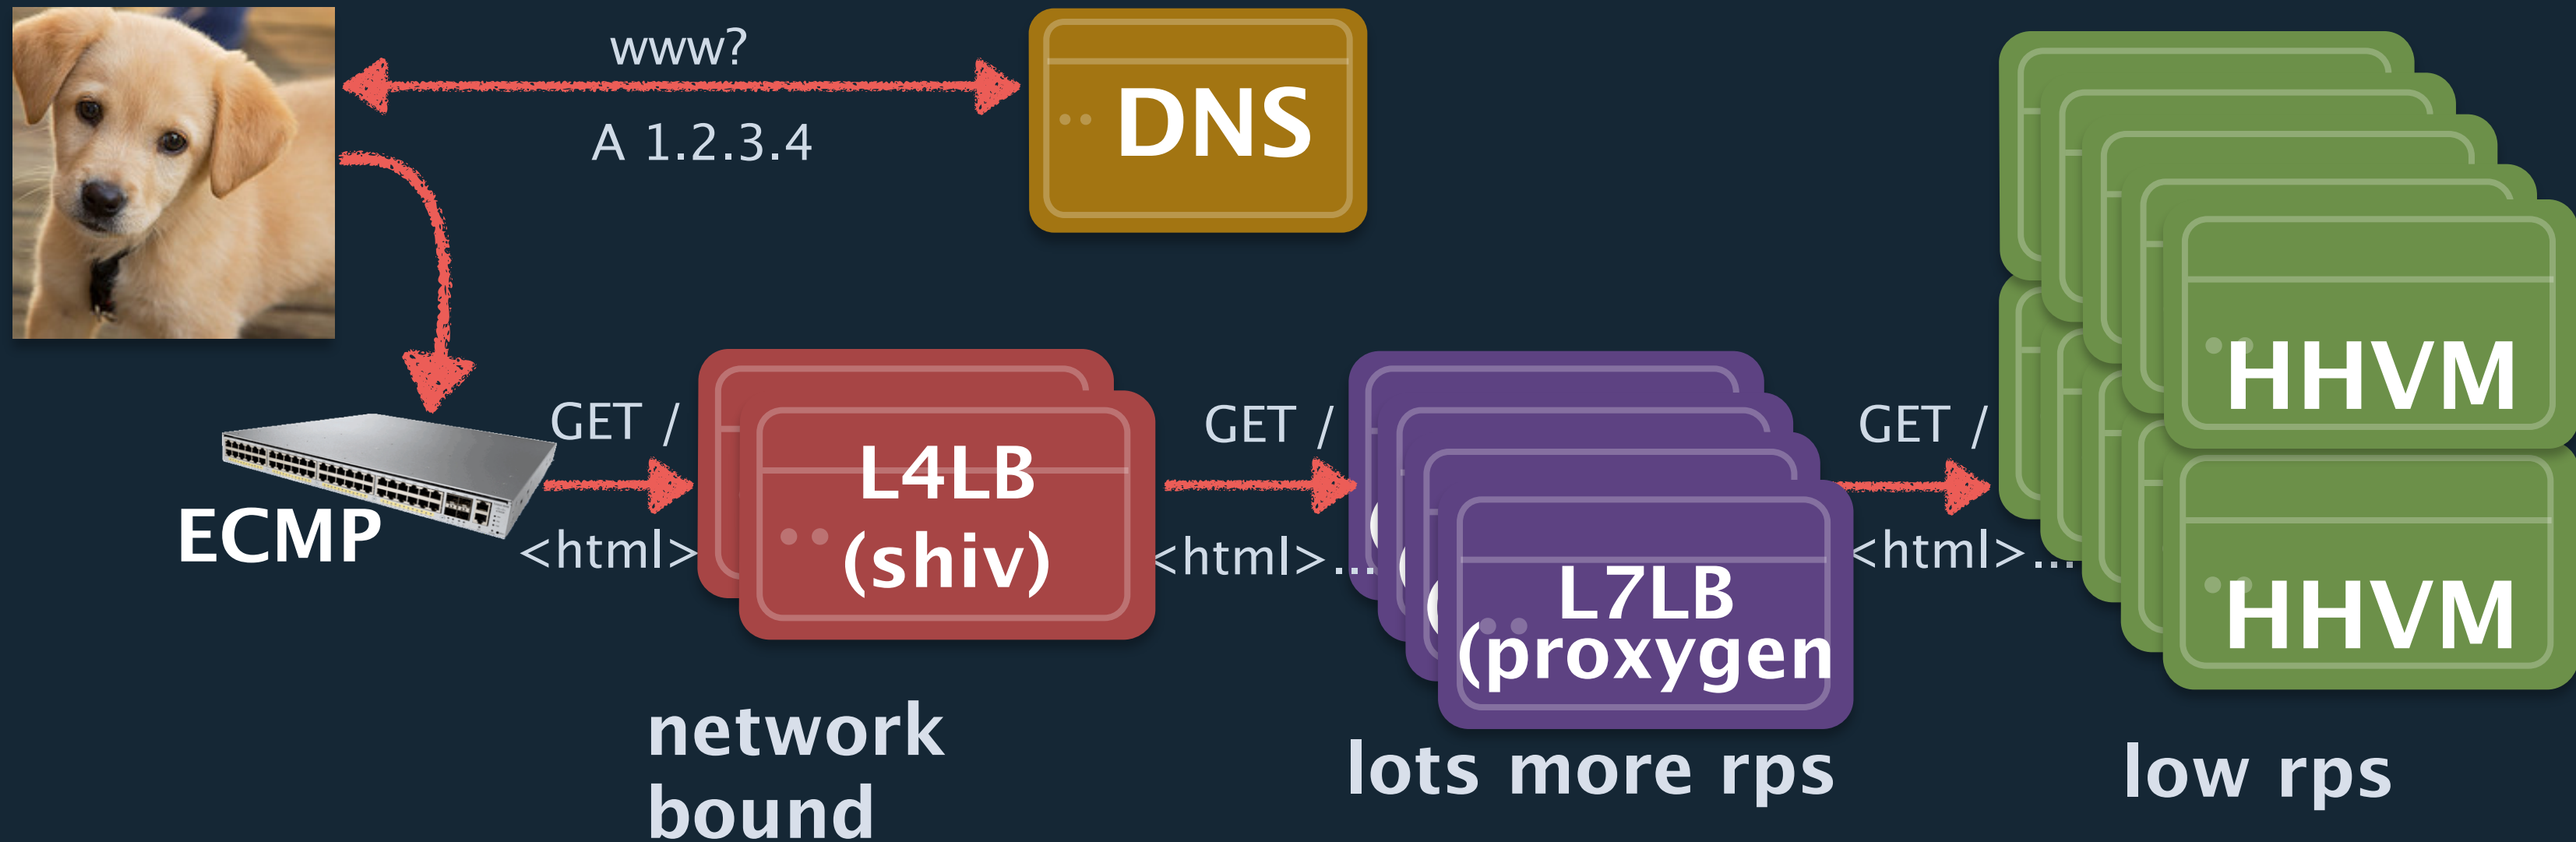 www?
A 1.2.3.4
DNS
ECMP
GET /
<html>
L4LB
(shiv)
network
bound
GET /
<html>...
L7LB
(proxygen
lots more rps
GET /
<html>...
HHVM
HHVM
low rps